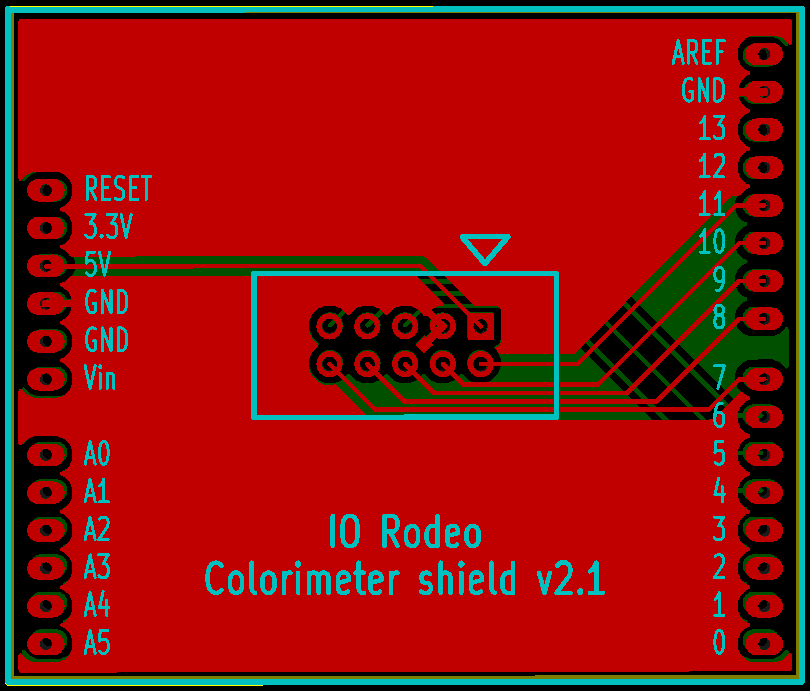 AREF
GND
13
12
11
10
9
8
7
6
5
4
3
2
1
0
RESET
3.3V
5V
GND
GND
Vin
A0
A1
A2
A3
A4
A5
IO Rodeo
Colorimeter shield v2.1